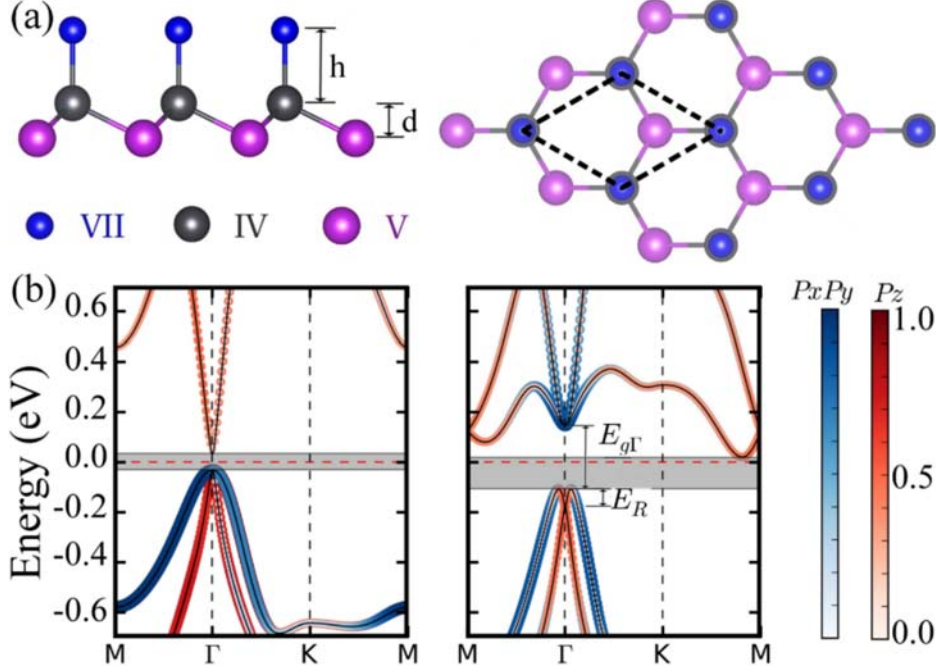 (a)
h
d
VII IV V
(b)
Energy (eV)
0.6
0.4
0.2
0.0
-0.2
-0.4
-0.6
M Γ K M
E_gΓ
E_R
M Γ K M
PxPy Pz
1.0
0.5
0.0